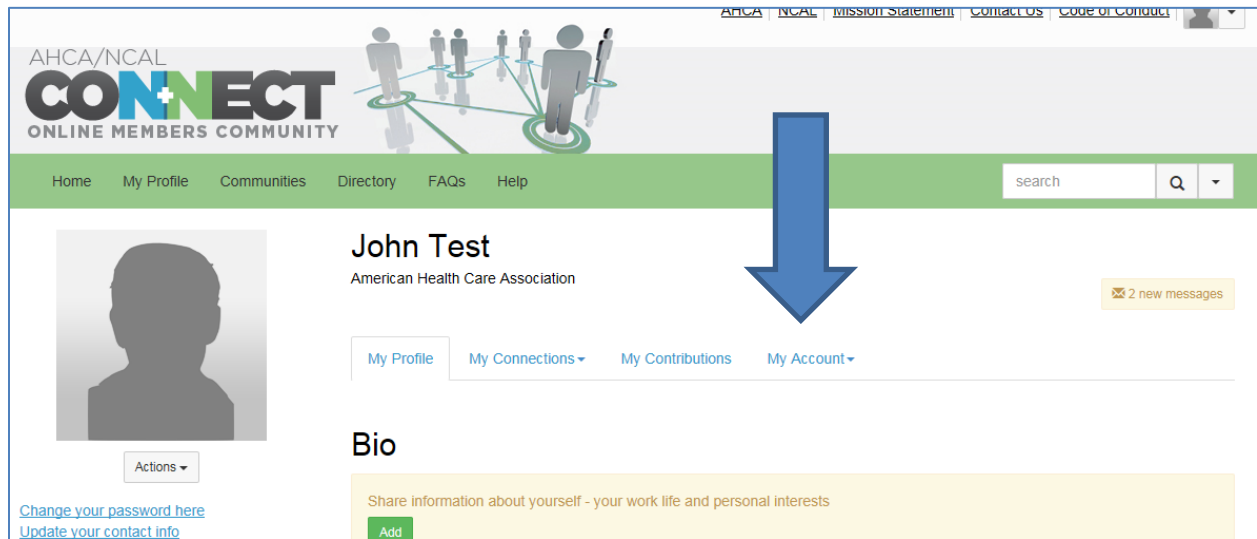 AHCA NCAL Mission Statement Contact Us Code of Conduct
AHCA/NCAL
CONNECT
ONLINE MEMBERS COMMUNITY
Home My Profile Communities Directory FAQs Help search
John Test
American Health Care Association
2 new messages
My Profile My Connections My Contributions My Account
Bio
Actions
Share information about yourself - your work life and personal interests
Change your password here
Update your contact info
Add